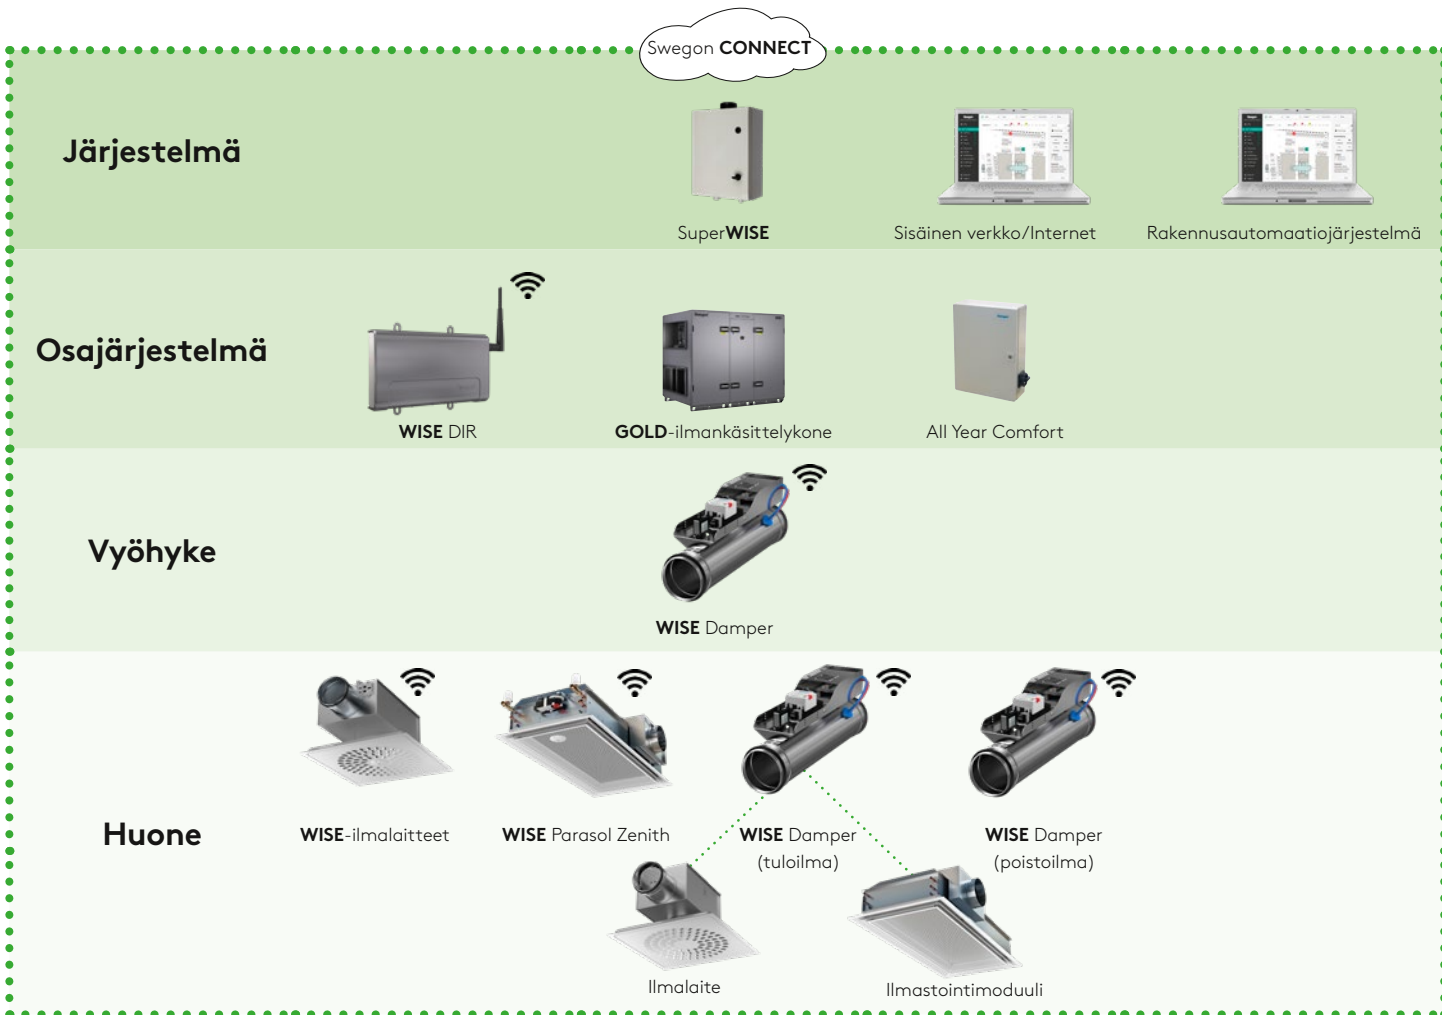 Swegon CONNECT
Järjestelmä
SuperWISE
Sisäinen verkko/Internet
Rakennusautomaatiojärjestelmä
Osajärjestelmä
WISE DIR
GOLD-ilmankäsittelykone
All Year Comfort
Vyöhyke
WISE Damper
Huone
WISE-ilmalaitteet
WISE Parasol Zenith
WISE Damper
(tuloilma)
WISE Damper
(poistoilma)
Ilmalaite
Ilmastointimoduuli